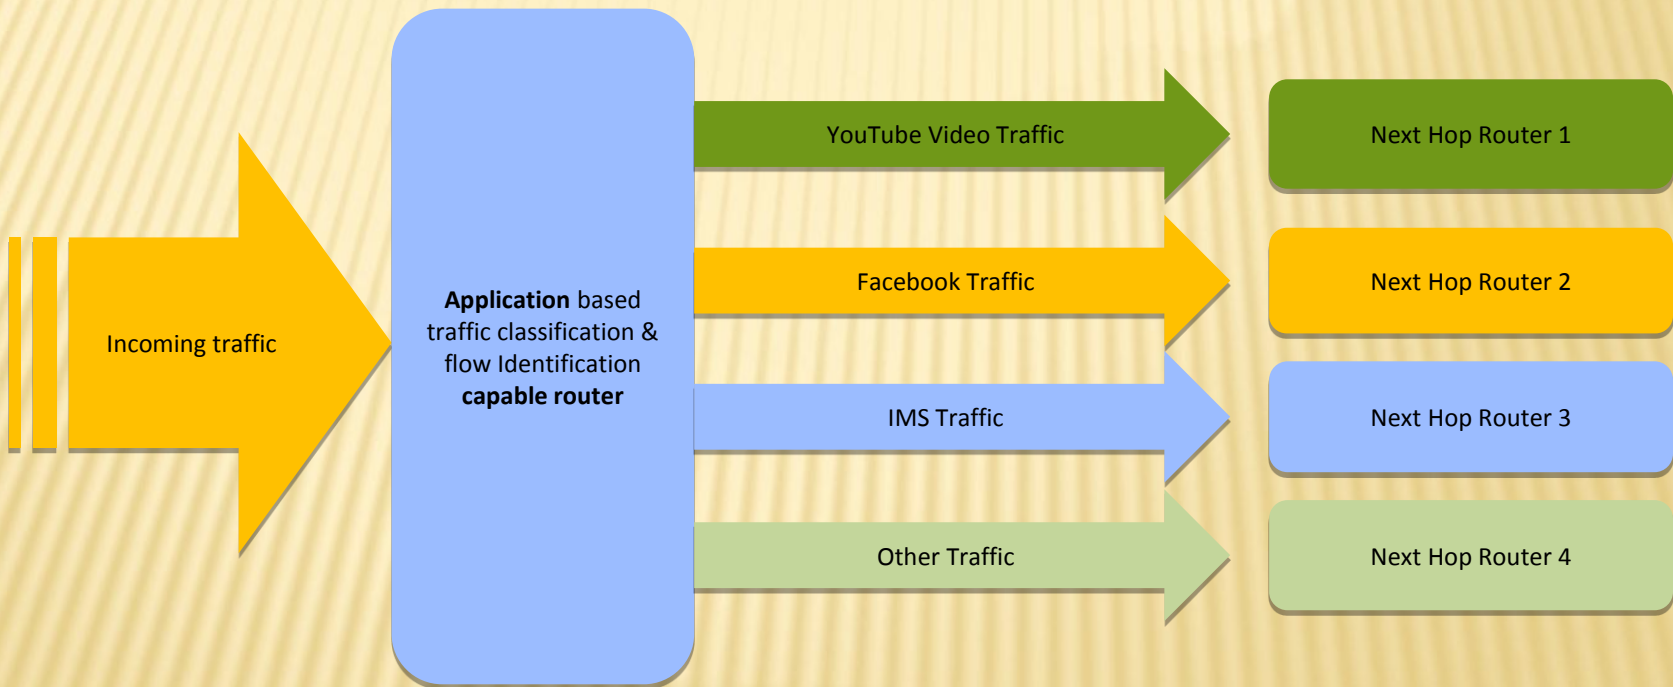 Incoming traffic
Application based
traffic classification &
flow Identification
capable router
YouTube Video Traffic
Next Hop Router 1
Facebook Traffic
Next Hop Router 2
IMS Traffic
Next Hop Router 3
Other Traffic
Next Hop Router 4